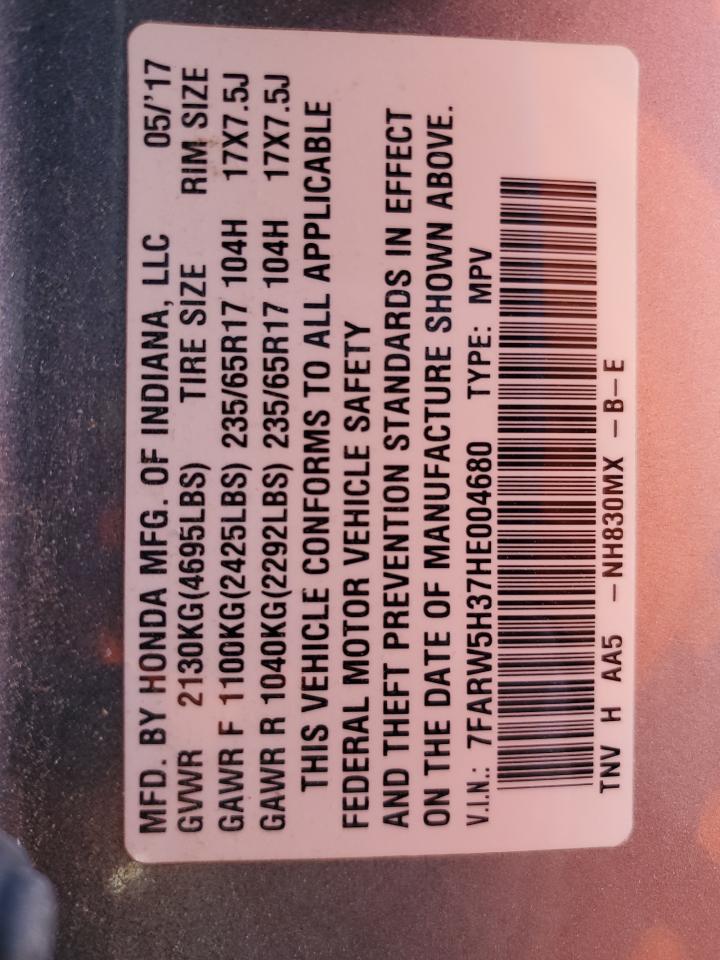 MFD. BY HONDA MFG. OF INDIANA, LLC 05/'17
GVWR 2130KG(4695LBS) TIRE SIZE RIM SIZE
GAWR F 1100KG(2425LBS) 235/65R17 104H 17X7.5J
GAWR R 1040KG(2292LBS) 235/65R17 104H 17X7.5J
THIS VEHICLE CONFORMS TO ALL APPLICABLE
FEDERAL MOTOR VEHICLE SAFETY
AND THEFT PREVENTION STANDARDS IN EFFECT
ON THE DATE OF MANUFACTURE SHOWN ABOVE.
V.I.N.: 7FARW5H37HE004680 TYPE: MPV
TNV H AA5 -NH830MX -B-E